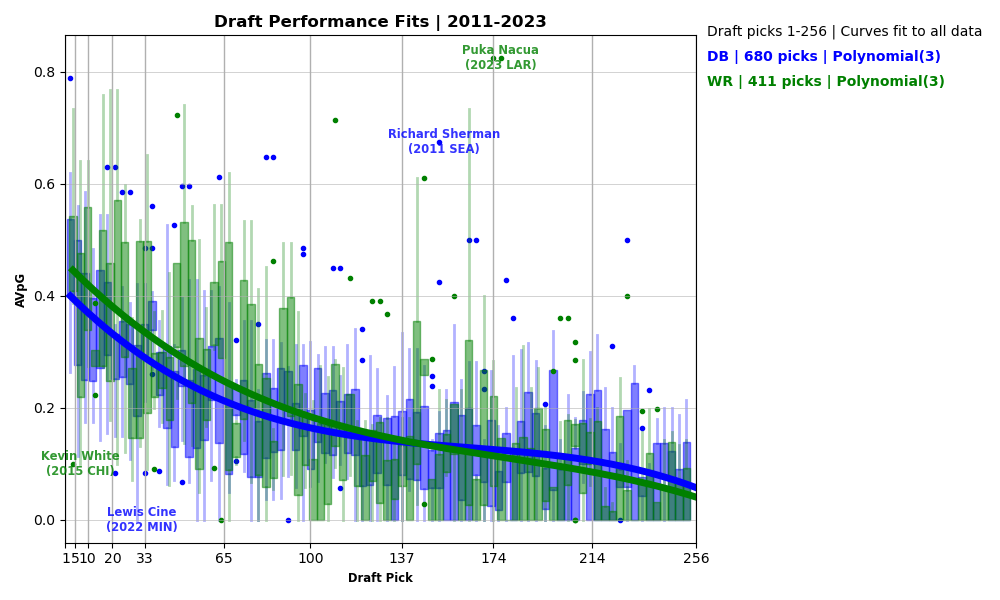 Draft Performance Fits | 2011-2023
Draft picks 1-256 | Curves fit to all data
DB | 680 picks | Polynomial(3)
WR | 411 picks | Polynomial(3)
Puka Nacua
(2023 LAR)
Richard Sherman
(2011 SEA)
Kevin White
(2015 CHI)
Lewis Cine
(2022 MIN)
AVpG
0.8
0.6
0.4
0.2
0.0
1 5 10 20 33 65 100 137 174 214 256
Draft Pick